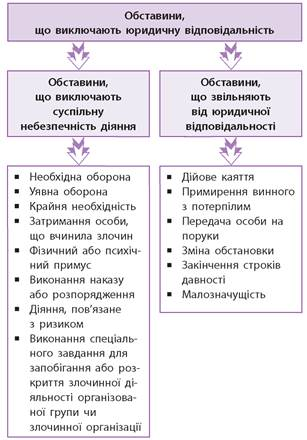 Обставини,
що виключають юридичну відповідальність
Обставини,
що виключають
суспільну
небезпечність діяння
Обставини,
що звільняють
від юридичної
відповідальності
▪ Необхідна оборона
▪ Уявна оборона
▪ Крайня необхідність
▪ Затримання особи,
що вчинила злочин
▪ Фізичний або психіч-
ний примус
▪ Виконання наказу
або розпорядження
▪ Діяння, пов’язане
з ризиком
▪ Виконання спеціаль-
ного завдання для
запобігання або роз-
криття злочинної ді-
яльності організова-
ної групи чи
злочинної організації
▪ Дійове каяття
▪ Примирення винного
з потерпілим
▪ Передача особи на
поруки
▪ Зміна обстановки
▪ Закінчення строків
давності
▪ Малозначущість